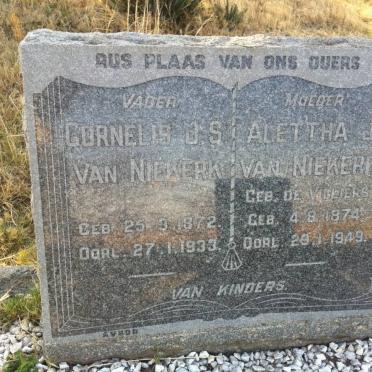 RUS PLAAS VAN ONS OUERS
VADER
CORNELIS J.S.
VAN NIEKERK
GEB. 25 1872
OORL. 27.1.1933.
MOEDER
ALETTHA
VAN NIEKERK
GEB. DE
GEB. 4.8.1874
OORL. 29.1.1949.
VAN KINDERS.